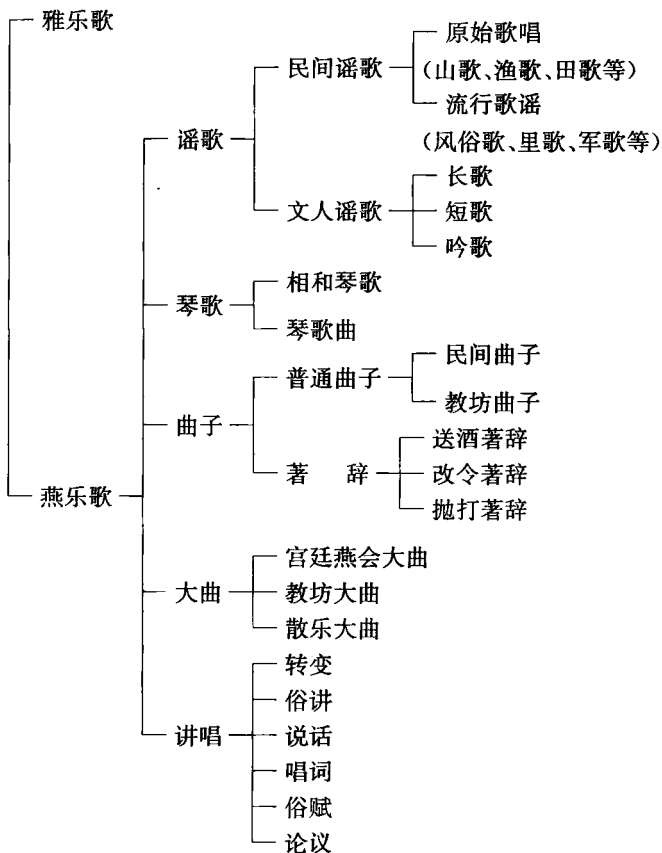 雅乐歌
燕乐歌
谣歌
民间谣歌
原始歌唱
(山歌、渔歌、田歌等)
流行歌谣
(风俗歌、里歌、军歌等)
文人谣歌
长歌
短歌
吟歌
琴歌
相和琴歌
琴歌曲
曲子
普通曲子
民间曲子
教坊曲子
著 辞
送酒著辞
改令著辞
抛打著辞
大曲
宫廷燕会大曲
教坊大曲
散乐大曲
讲唱
转变
俗讲
说话
唱词
俗赋
论议